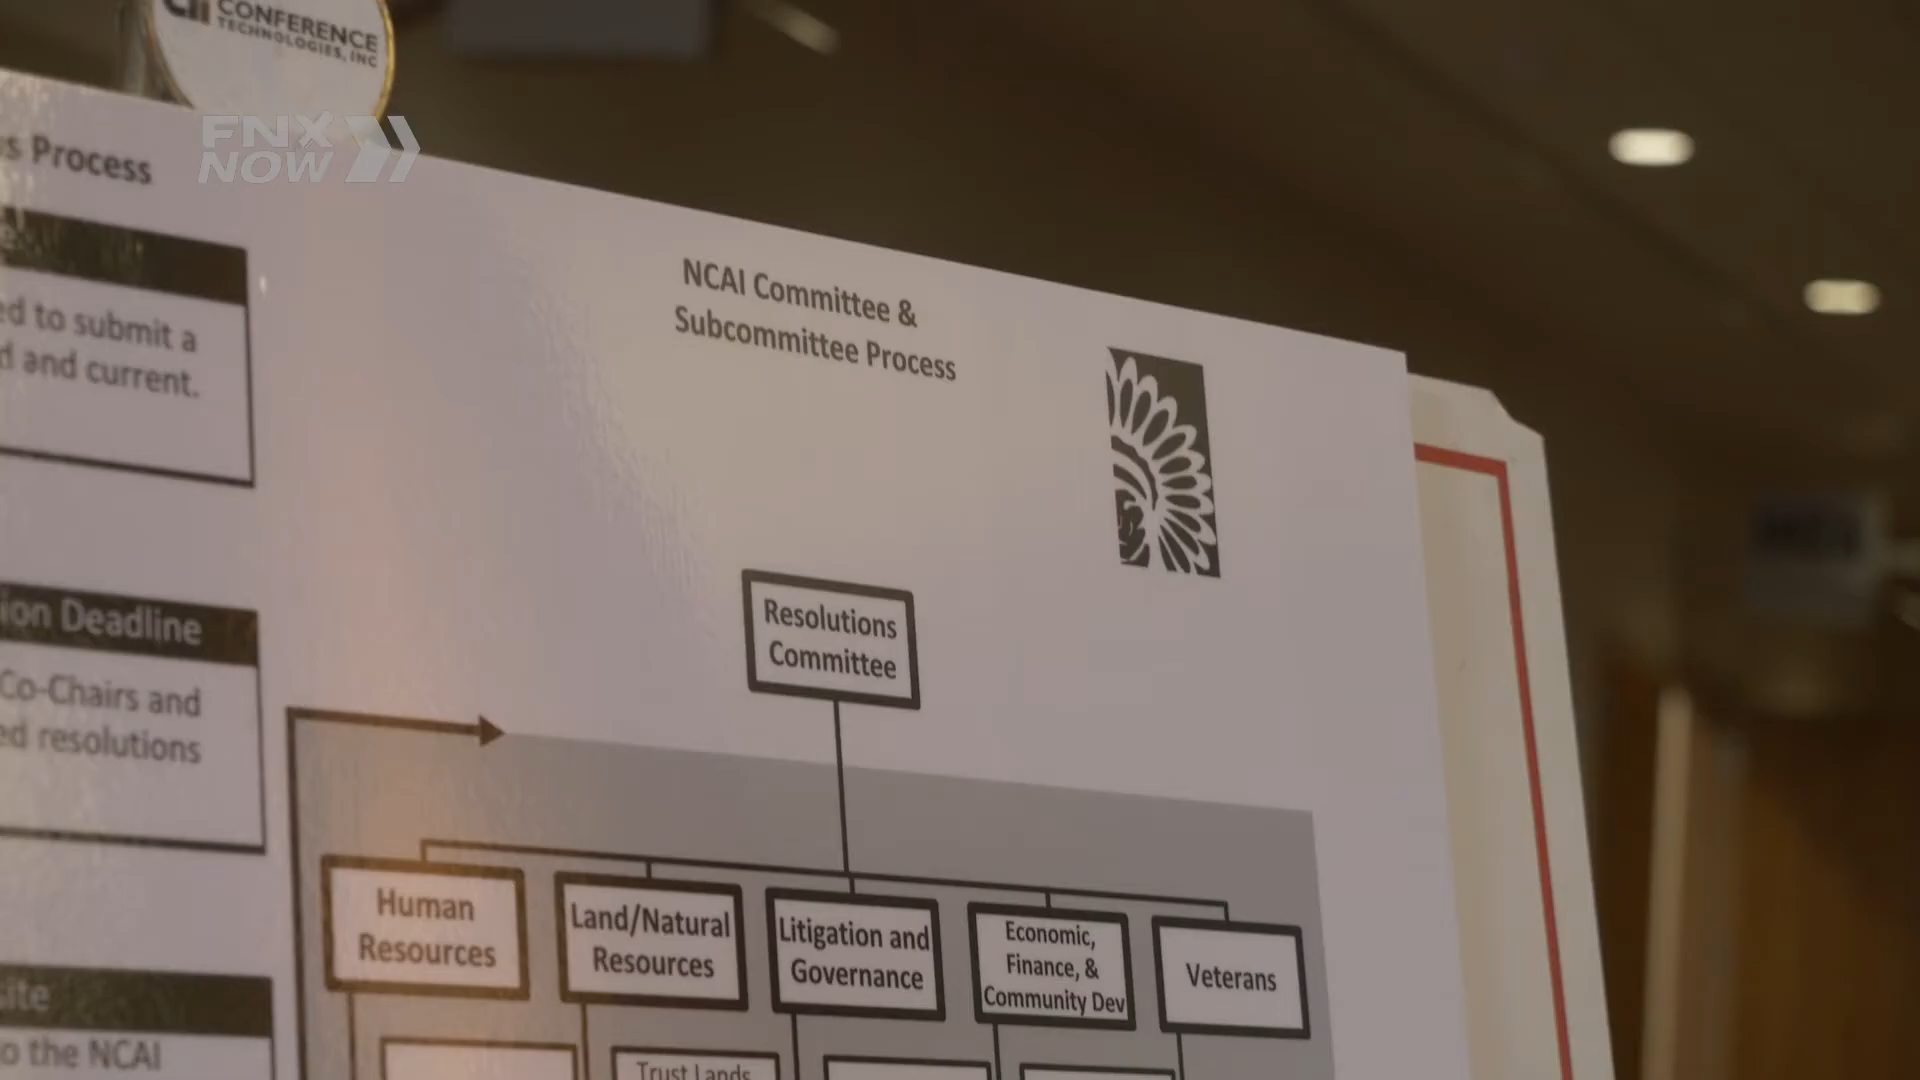 CONFERENCE
TECHNOLOGIES, INC
FNX
NOW
s Process
ed to submit a
d and current.
ion Deadline
Co-Chairs and
ed resolutions
ite
o the NCAI
NCAI Committee &
Subcommittee Process
Resolutions
Committee
Human
Resources
Land/Natural
Resources
Litigation and
Governance
Economic,
Finance, &
Community Dev
Veterans
Trust Lands